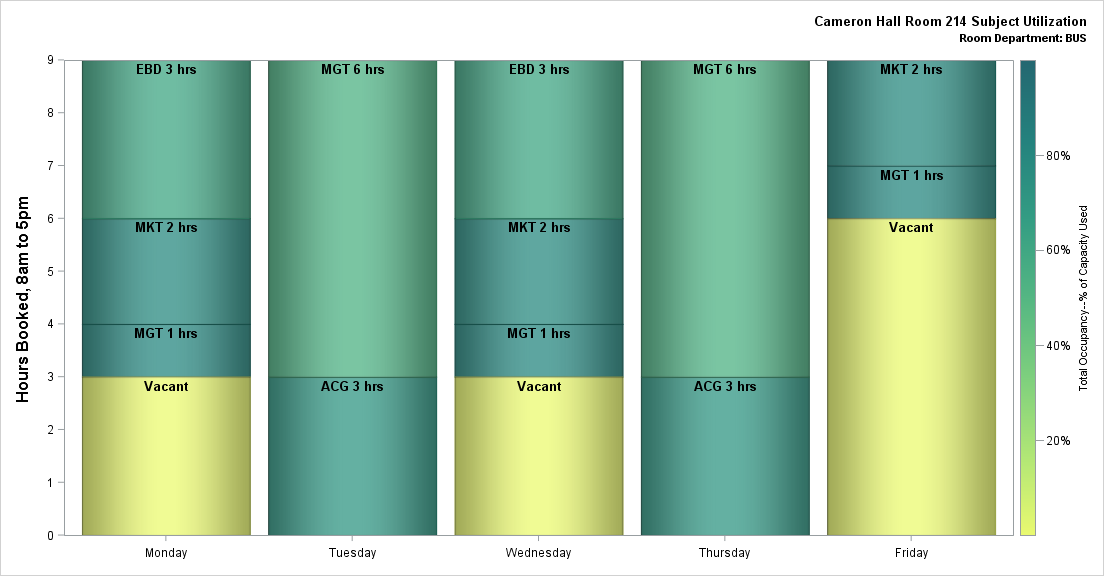 Cameron Hall Room 214 Subject Utilization
Room Department: BUS
Hours Booked, 8am to 5pm
9
8
7
6
5
4
3
2
1
0
EBD 3 hrs
MKT 2 hrs
MGT 1 hrs
Vacant
MGT 6 hrs
ACG 3 hrs
EBD 3 hrs
MKT 2 hrs
MGT 1 hrs
Vacant
MGT 6 hrs
ACG 3 hrs
MKT 2 hrs
MGT 1 hrs
Vacant
Monday
Tuesday
Wednesday
Thursday
Friday
80%
60%
40%
20%
Total Occupancy--% of Capacity Used